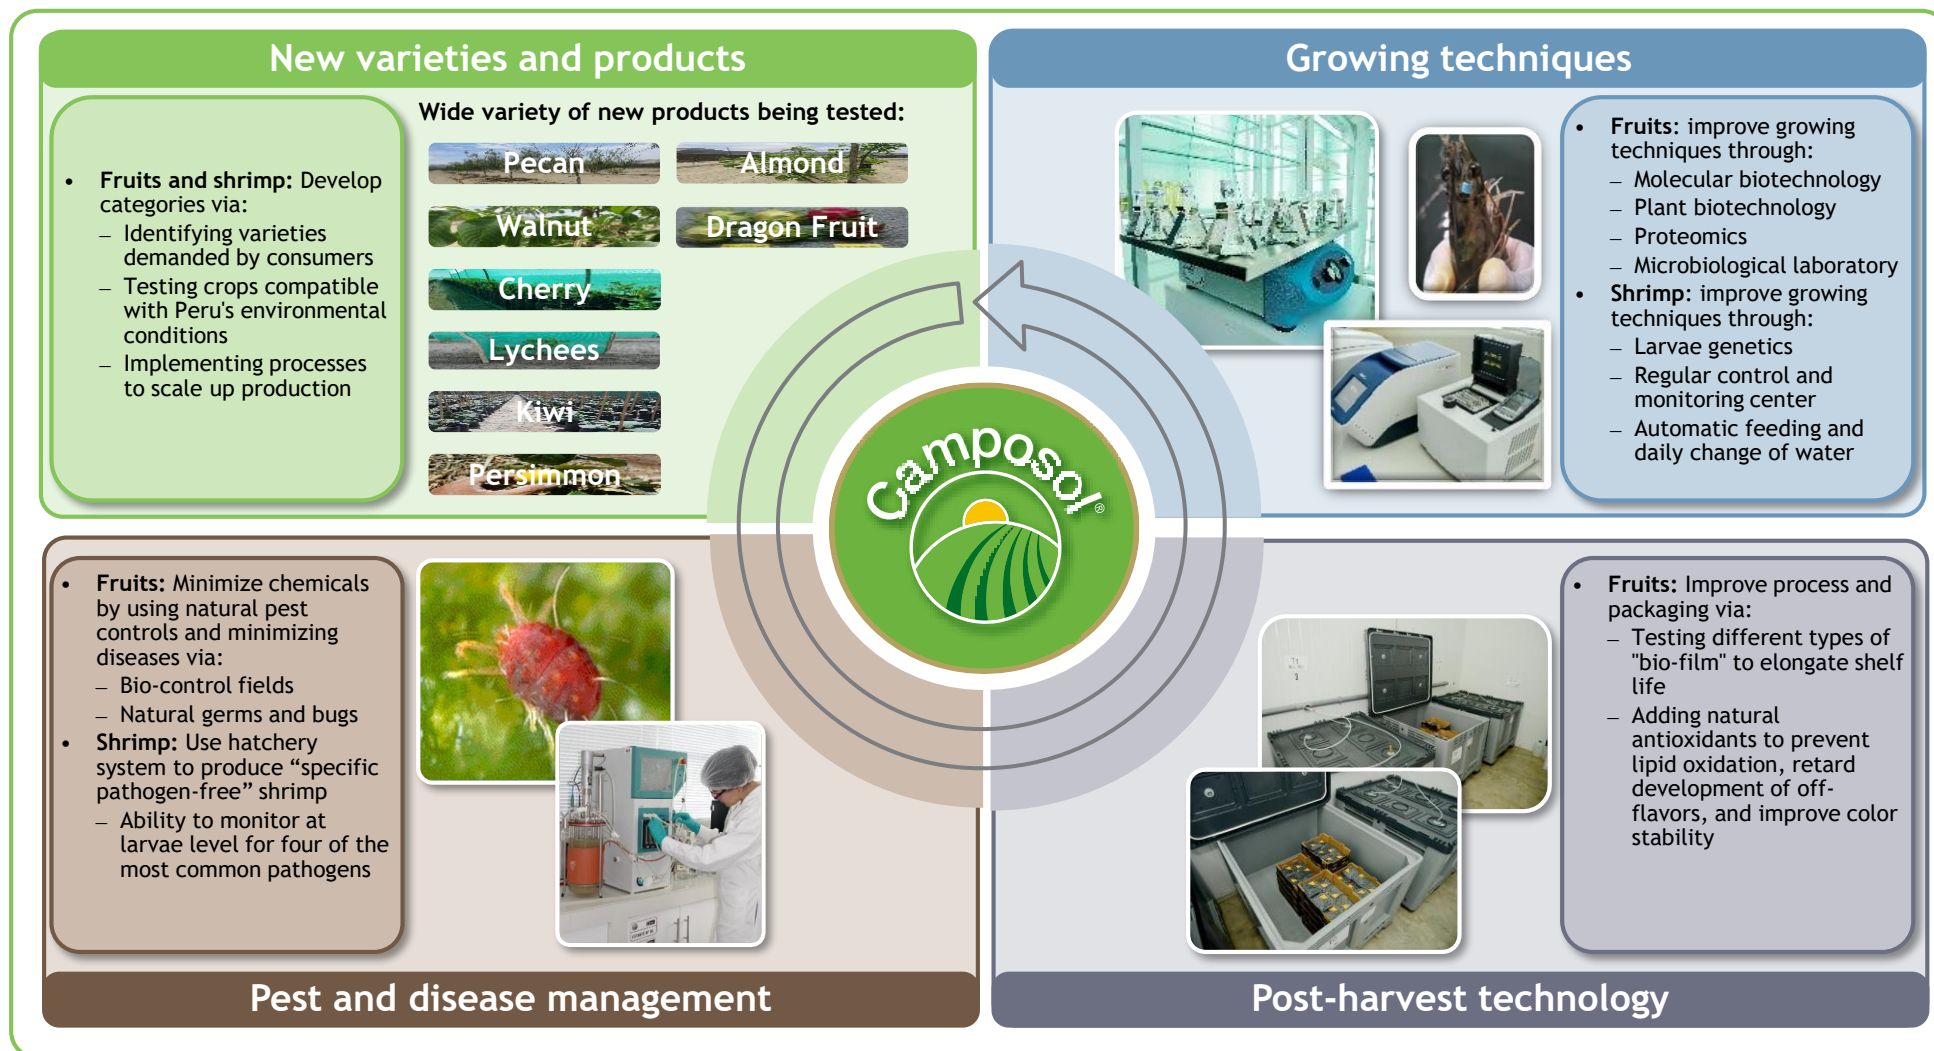 New varieties and products
• Fruits and shrimp: Develop
categories via:
– Identifying varieties
demanded by consumers
– Testing crops compatible
with Peru's environmental
conditions
– Implementing processes
to scale up production
Wide variety of new products being tested:
Pecan
Almond
Walnut
Dragon Fruit
Cherry
Lychees
Kiwi
Persimmon
Growing techniques
• Fruits: improve growing
techniques through:
– Molecular biotechnology
– Plant biotechnology
– Proteomics
– Microbiological laboratory
• Shrimp: improve growing
techniques through:
– Larvae genetics
– Regular control and
monitoring center
– Automatic feeding and
daily change of water
Camposol®
• Fruits: Minimize chemicals
by using natural pest
controls and minimizing
diseases via:
– Bio-control fields
– Natural germs and bugs
• Shrimp: Use hatchery
system to produce “specific
pathogen-free” shrimp
– Ability to monitor at
larvae level for four of the
most common pathogens
Pest and disease management
• Fruits: Improve process and
packaging via:
– Testing different types of
"bio-film" to elongate shelf
life
– Adding natural
antioxidants to prevent
lipid oxidation, retard
development of off-
flavors, and improve color
stability
Post-harvest technology